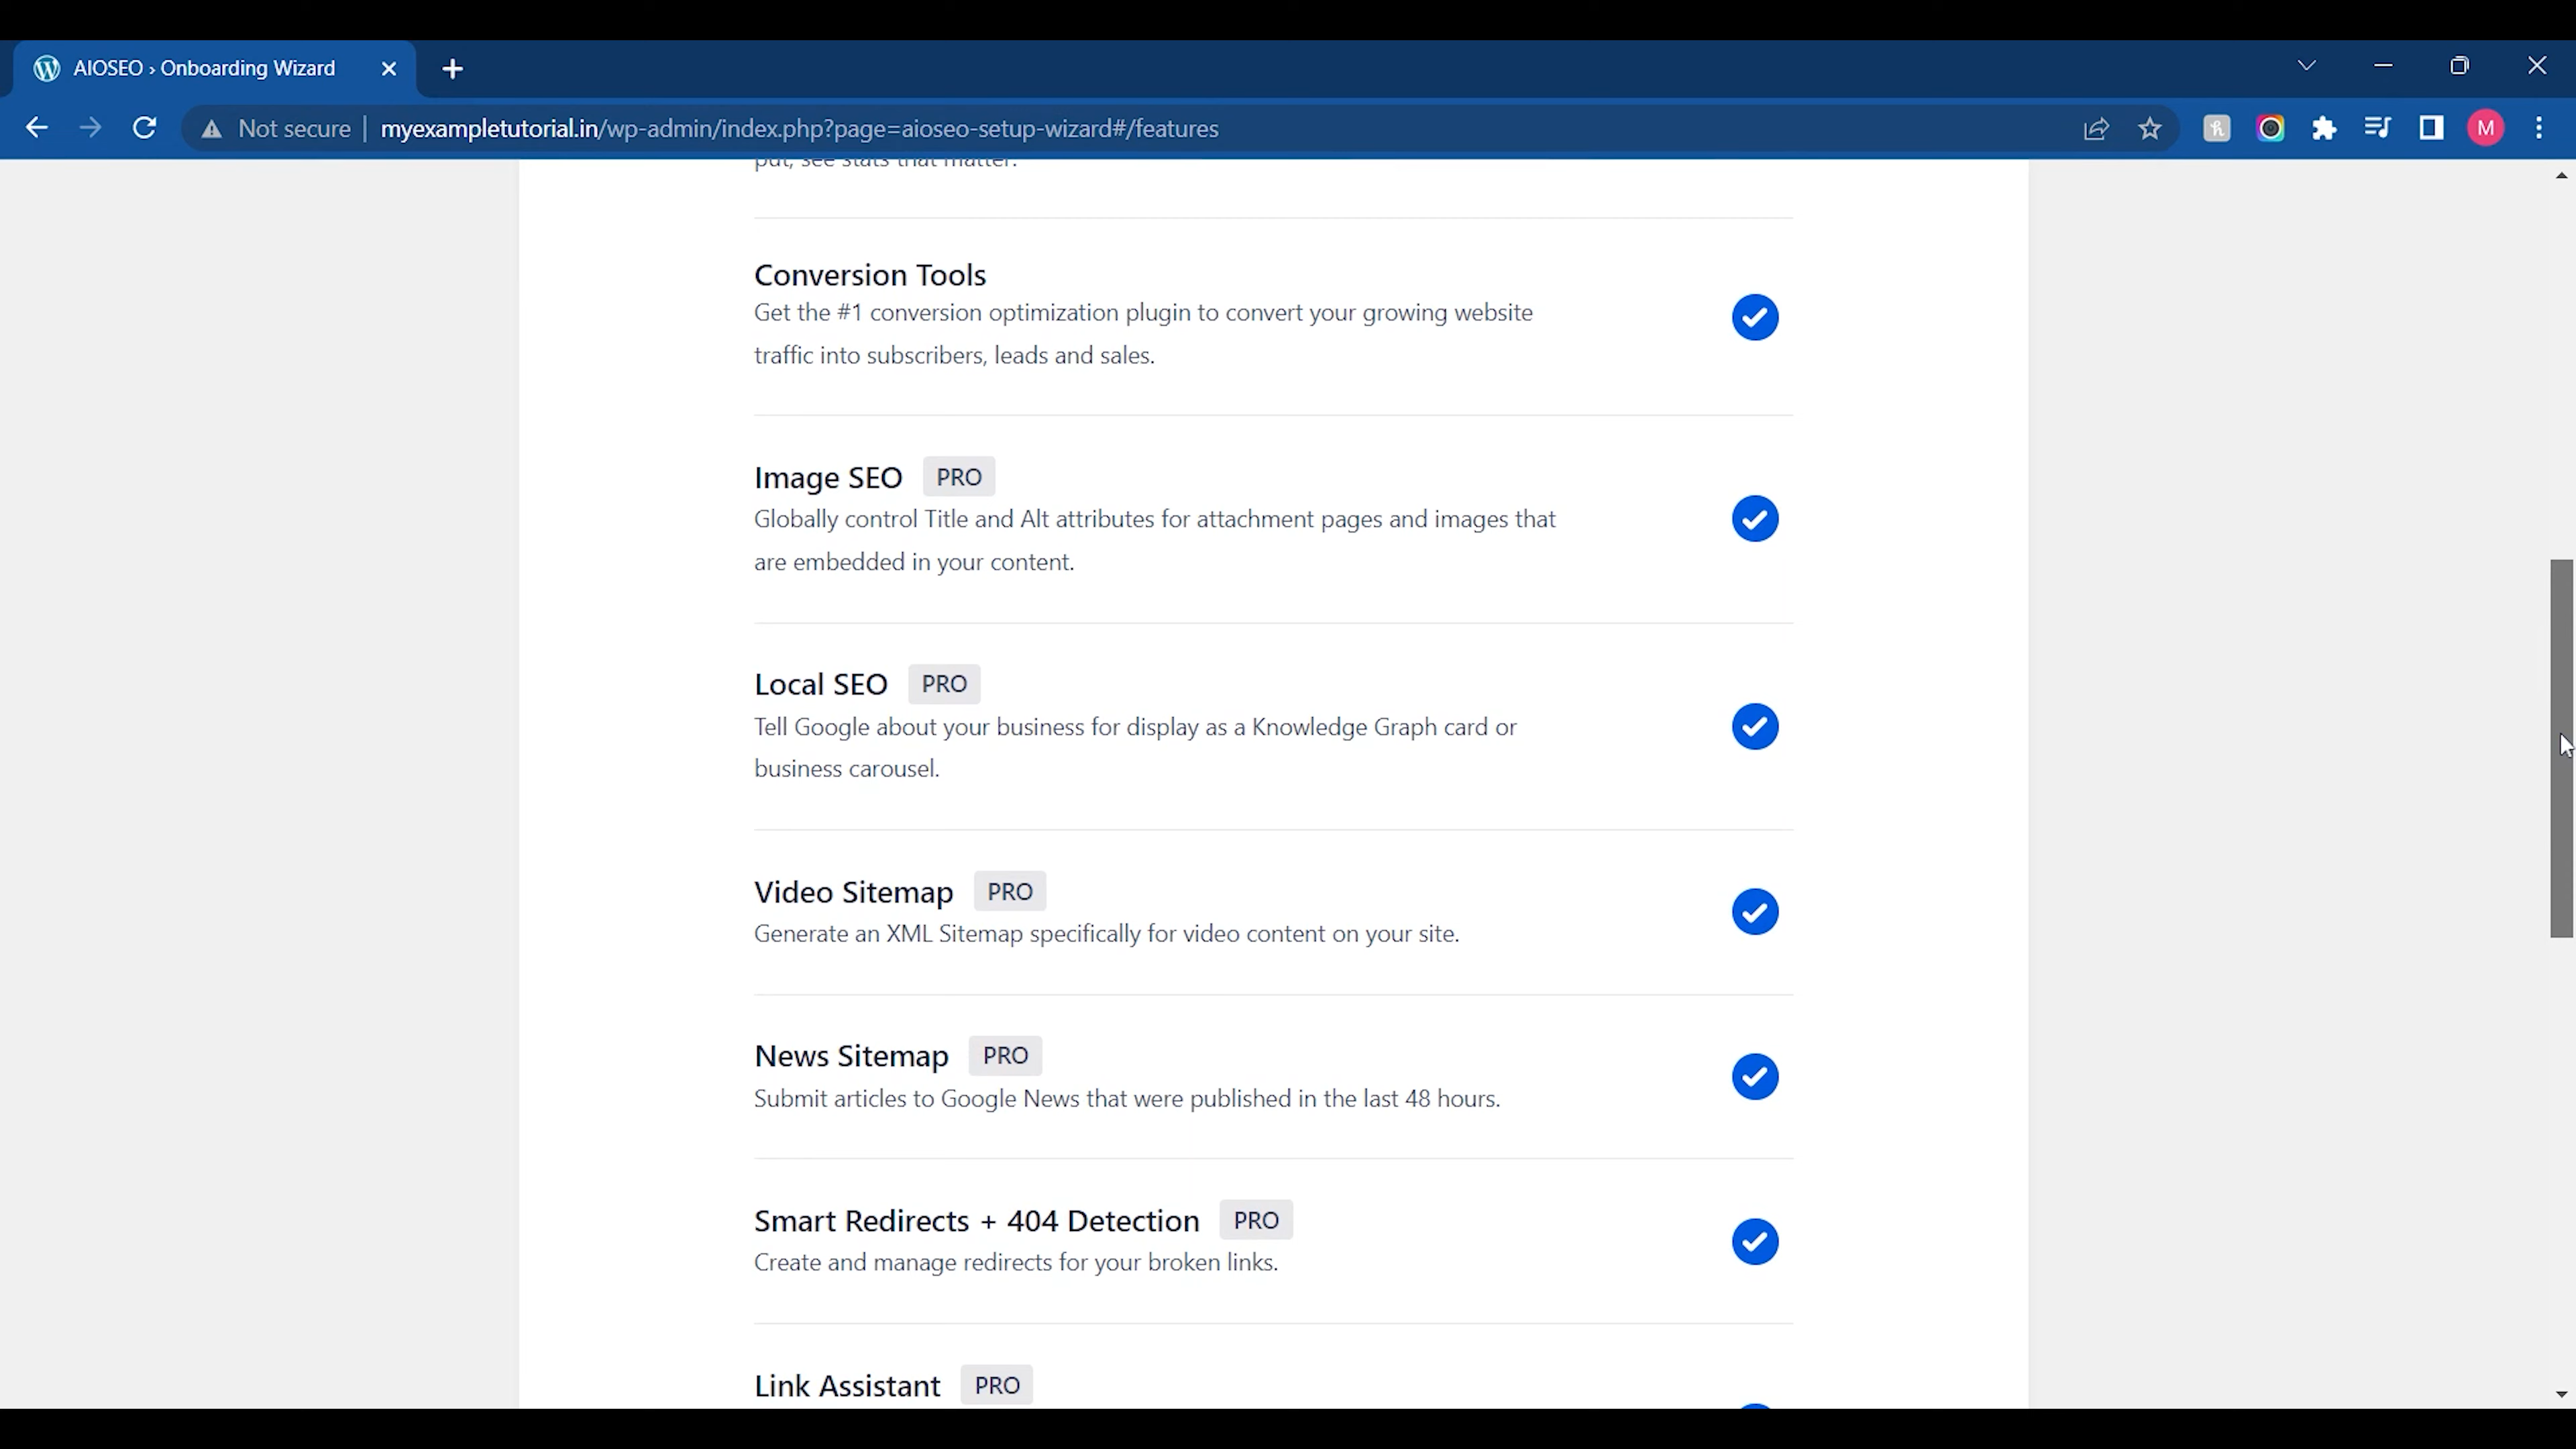 AIOSEO › Onboarding Wizard
Not secure
myexampletutorial.in/wp-admin/index.php?page=aioseo-setup-wizard#/features
M
put, see stats that matter.
Conversion Tools
Get the #1 conversion optimization plugin to convert your growing website
traffic into subscribers, leads and sales.
Image SEO PRO
Globally control Title and Alt attributes for attachment pages and images that
are embedded in your content.
Local SEO PRO
Tell Google about your business for display as a Knowledge Graph card or
business carousel.
Video Sitemap PRO
Generate an XML Sitemap specifically for video content on your site.
News Sitemap PRO
Submit articles to Google News that were published in the last 48 hours.
Smart Redirects + 404 Detection PRO
Create and manage redirects for your broken links.
Link Assistant PRO